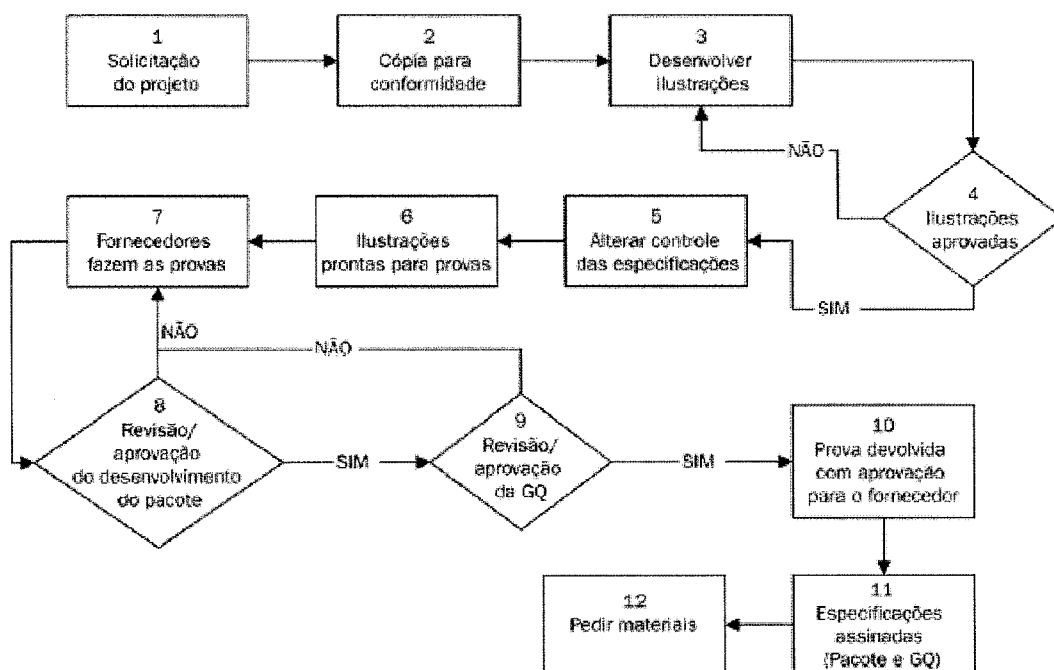 1
Solicitação
do projeto
2
Cópia para
conformidade
3
Desenvolver
ilustrações
NÃO
4
Ilustrações
aprovadas
SIM
5
Alterar controle
das especificações
6
Ilustrações
prontas para provas
7
Fornecedores
fazem as provas
NÃO
NÃO
8
Revisão/
aprovação
do desenvolvimento
do pacote
SIM
9
Revisão/
aprovação
da GQ
SIM
10
Prova devolvida
com aprovação
para o fornecedor
11
Especificações
assinadas
(Pacote e GQ)
12
Pedir materiais